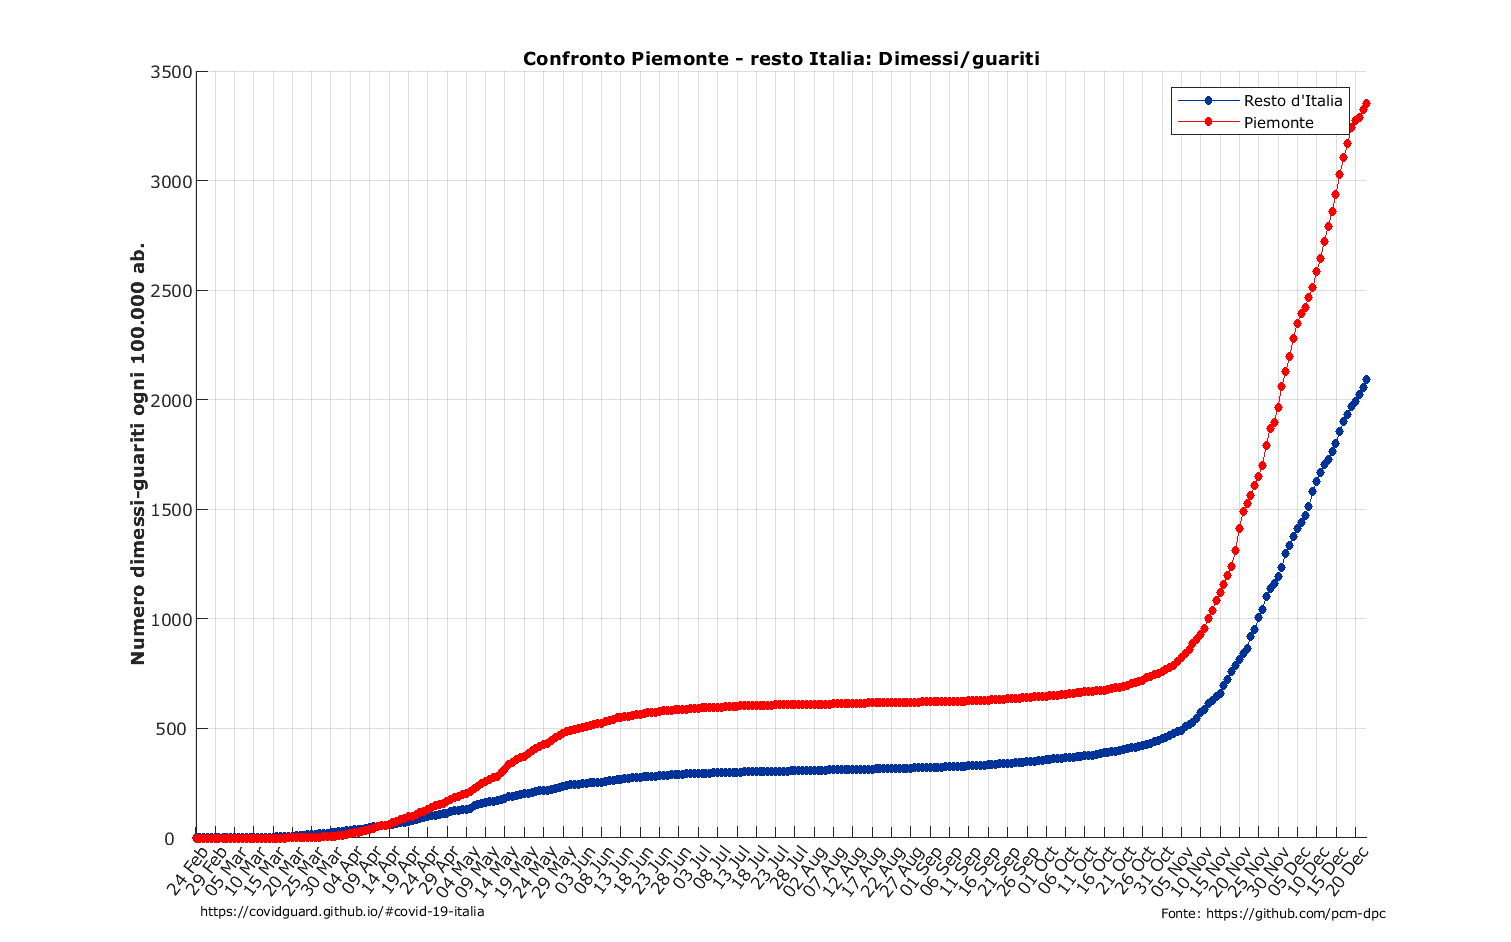 Confronto Piemonte - resto Italia: Dimessi/guariti
Resto d'Italia
Piemonte
Numero dimessi-guariti ogni 100.000 ab.
3500
3000
2500
2000
1500
1000
500
0
24 Feb
29 Feb
05 Mar
10 Mar
15 Mar
20 Mar
25 Mar
30 Mar
04 Apr
09 Apr
14 Apr
19 Apr
24 Apr
29 Apr
04 May
09 May
14 May
19 May
24 May
29 May
03 Jun
08 Jun
13 Jun
18 Jun
23 Jun
28 Jun
03 Jul
08 Jul
13 Jul
18 Jul
23 Jul
28 Jul
02 Aug
07 Aug
12 Aug
17 Aug
22 Aug
27 Aug
01 Sep
06 Sep
11 Sep
16 Sep
21 Sep
26 Sep
01 Oct
06 Oct
11 Oct
16 Oct
21 Oct
26 Oct
31 Oct
05 Nov
10 Nov
15 Nov
20 Nov
25 Nov
30 Nov
05 Dec
10 Dec
15 Dec
20 Dec
https://covidguard.github.io/#covid-19-italia
Fonte: https://github.com/pcm-dpc